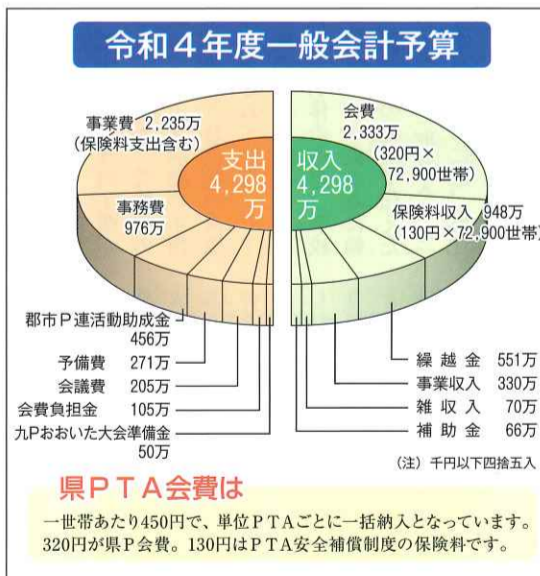 令和4年度一般会計予算
事業費 2,235万
(保険料支出含む)
事務費
976万
支出
4,298
万
収入
4,298
万
会費
2,333万
(320円×
72,900世帯)
保険料収入 948万
(130円×72,900世帯)
郡市P連活動助成金
456万
予備費 271万
会議費 205万
会費負担金 105万
九Pおおいた大会準備金
50万
繰越金 551万
事業収入 330万
雑収入 70万
補助金 66万
(注) 千円以下四捨五入
県PTA会費は
一世帯あたり450円で、単位PTAごとに一括納入となっています。
320円が県P会費。130円はPTA安全補償制度の保険料です。